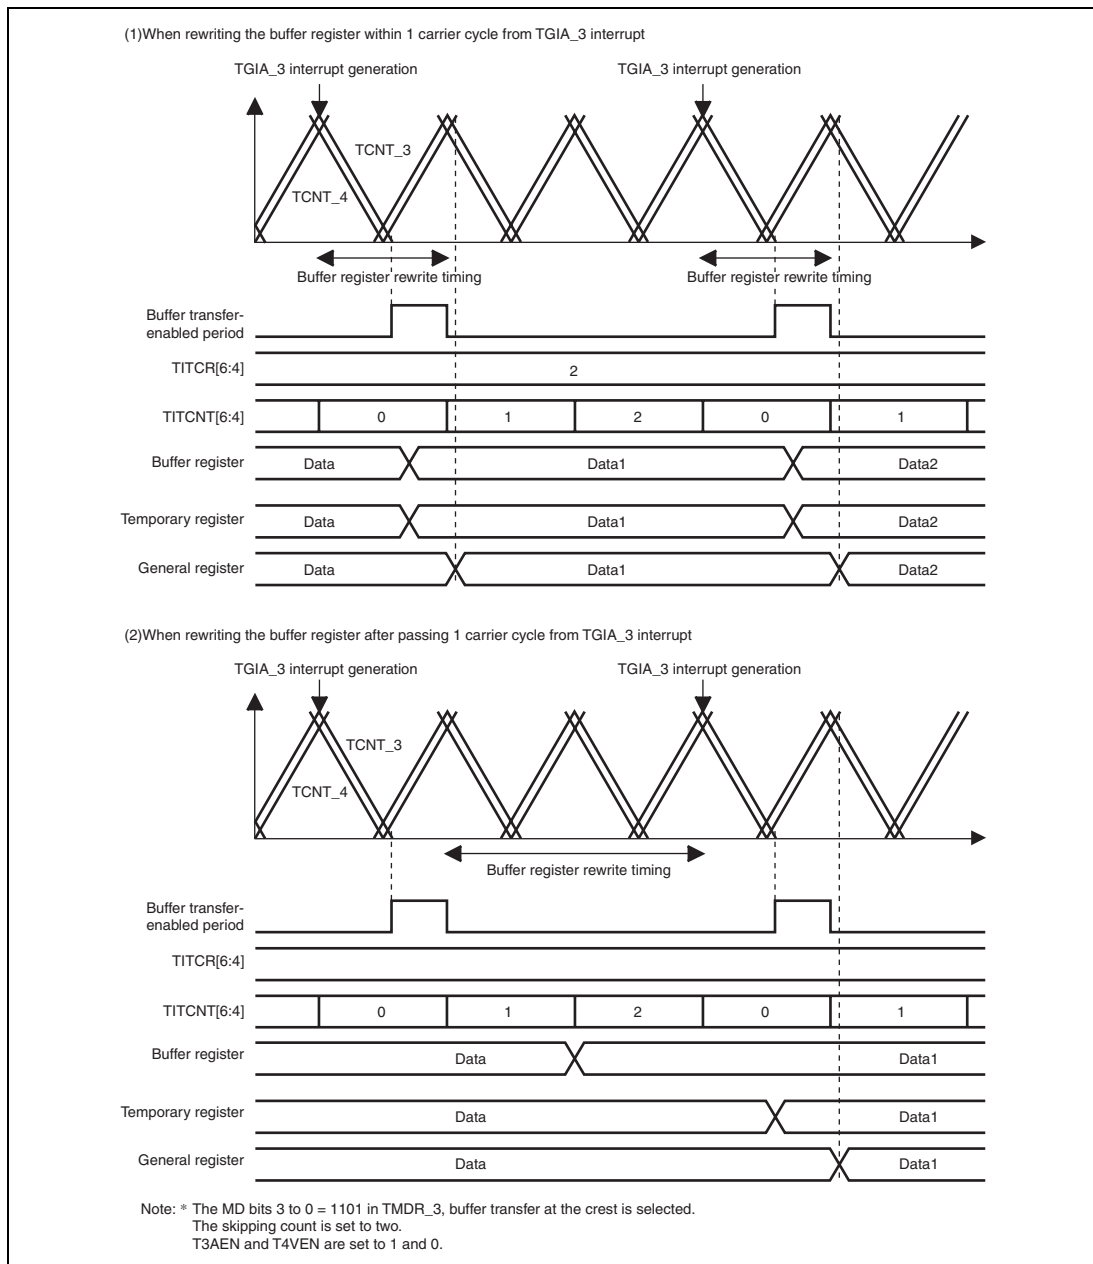 (1)When rewriting the buffer register within 1 carrier cycle from TGIA_3 interrupt
TGIA_3 interrupt generation
TGIA_3 interrupt generation
TCNT_3
TCNT_4
Buffer register rewrite timing
Buffer register rewrite timing
Buffer transfer-
enabled period
TITCR[6:4]
2
TITCNT[6:4]
0
1
2
0
1
Buffer register
Data
Data1
Data2
Temporary register
Data
Data1
Data2
General register
Data
Data1
Data2
(2)When rewriting the buffer register after passing 1 carrier cycle from TGIA_3 interrupt
TGIA_3 interrupt generation
TGIA_3 interrupt generation
TCNT_3
TCNT_4
Buffer register rewrite timing
Buffer transfer-
enabled period
TITCR[6:4]
TITCNT[6:4]
0
1
2
0
1
Buffer register
Data
Data1
Temporary register
Data
Data1
General register
Data
Data1
Note: * The MD bits 3 to 0 = 1101 in TMDR_3, buffer transfer at the crest is selected.
The skipping count is set to two.
T3AEN and T4VEN are set to 1 and 0.